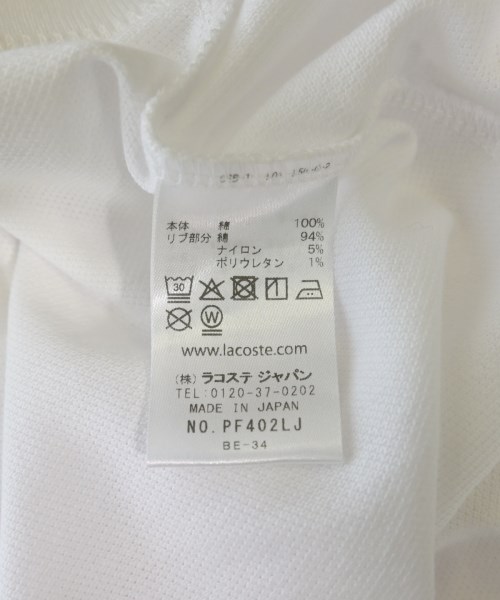 本体 綿 100%
リブ部分 綿 94%
ナイロン 5%
ポリウレタン 1%
30
W
www.lacoste.com
(株) ラコステ ジャパン
TEL:0120-37-0202
MADE IN JAPAN
NO. PF402LJ
BE-34